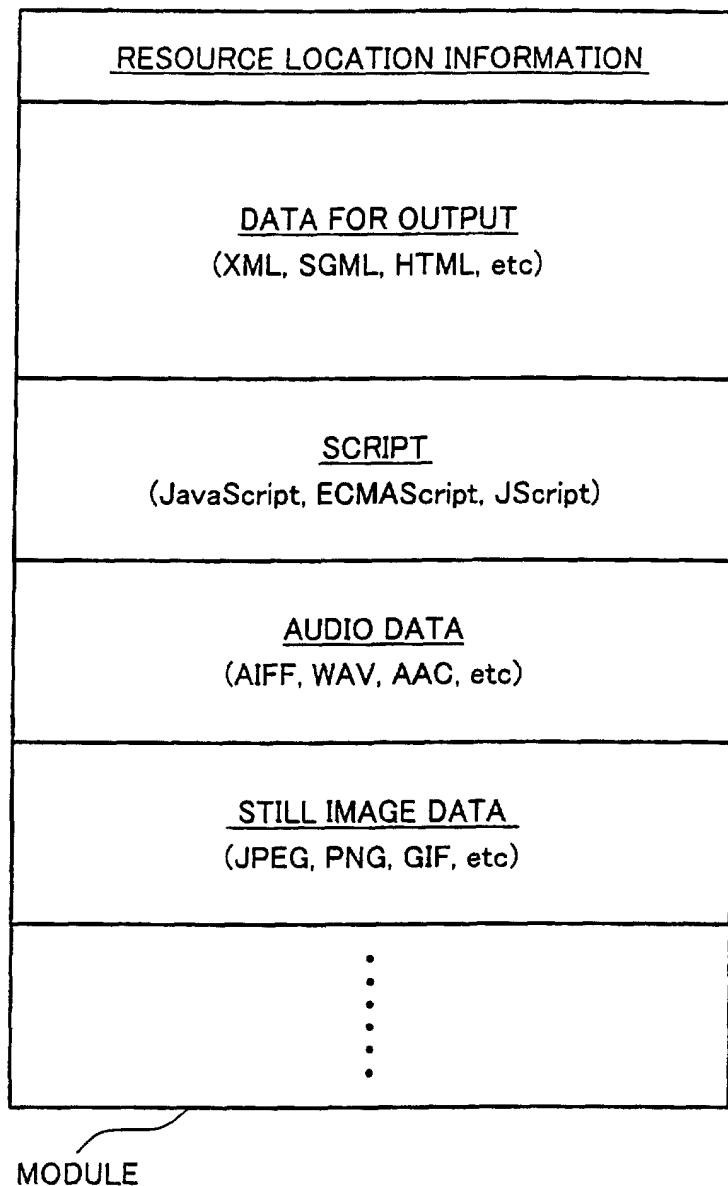 RESOURCE LOCATION INFORMATION
DATA FOR OUTPUT
(XML, SGML, HTML, etc)
SCRIPT
(JavaScript, ECMAScript, JScript)
AUDIO DATA
(AIFF, WAV, AAC, etc)
STILL IMAGE DATA
(JPEG, PNG, GIF, etc)
MODULE